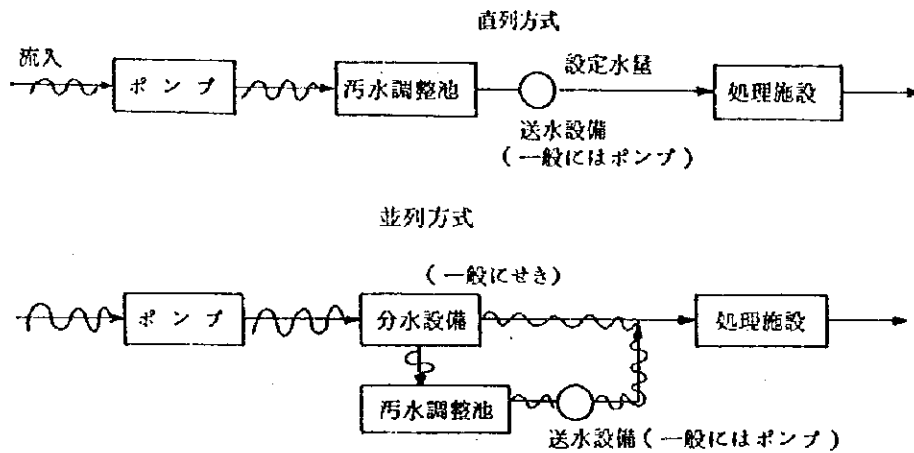 直列方式
流入
ポンプ
汚水調整池
設定水量
処理施設
送水設備
(一般にはポンプ)
並列方式
(一般にせき)
ポンプ
分水設備
処理施設
汚水調整池
送水設備(一般にはポンプ)